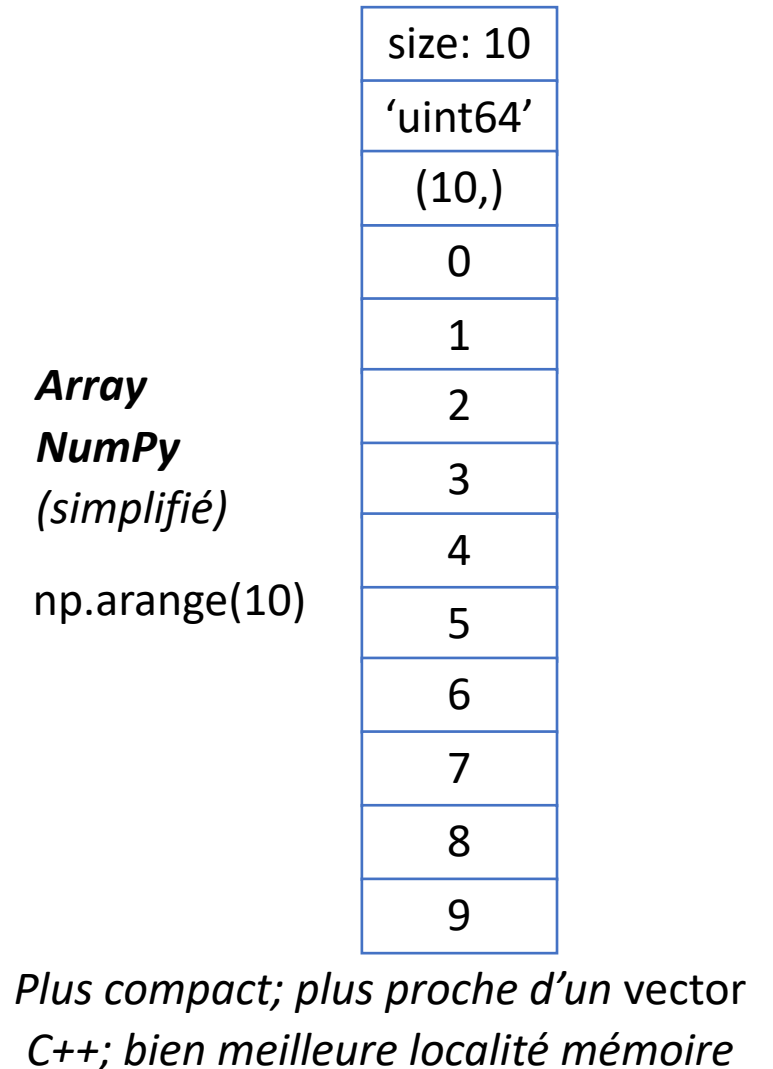 size: 10
‘uint64’
(10,)
0
1
2
3
4
5
6
7
8
9
Array
NumPy
(simplifié)
np.arange(10)
Plus compact; plus proche d’un vector
C++; bien meilleure localité mémoire